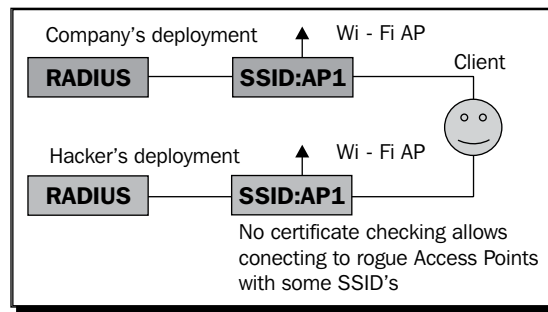 Company's deployment
Wi - Fi AP
Client
RADIUS
SSID:AP1
Hacker's deployment
Wi - Fi AP
RADIUS
SSID:AP1
No certificate checking allows
conecting to rogue Access Points
with some SSID's